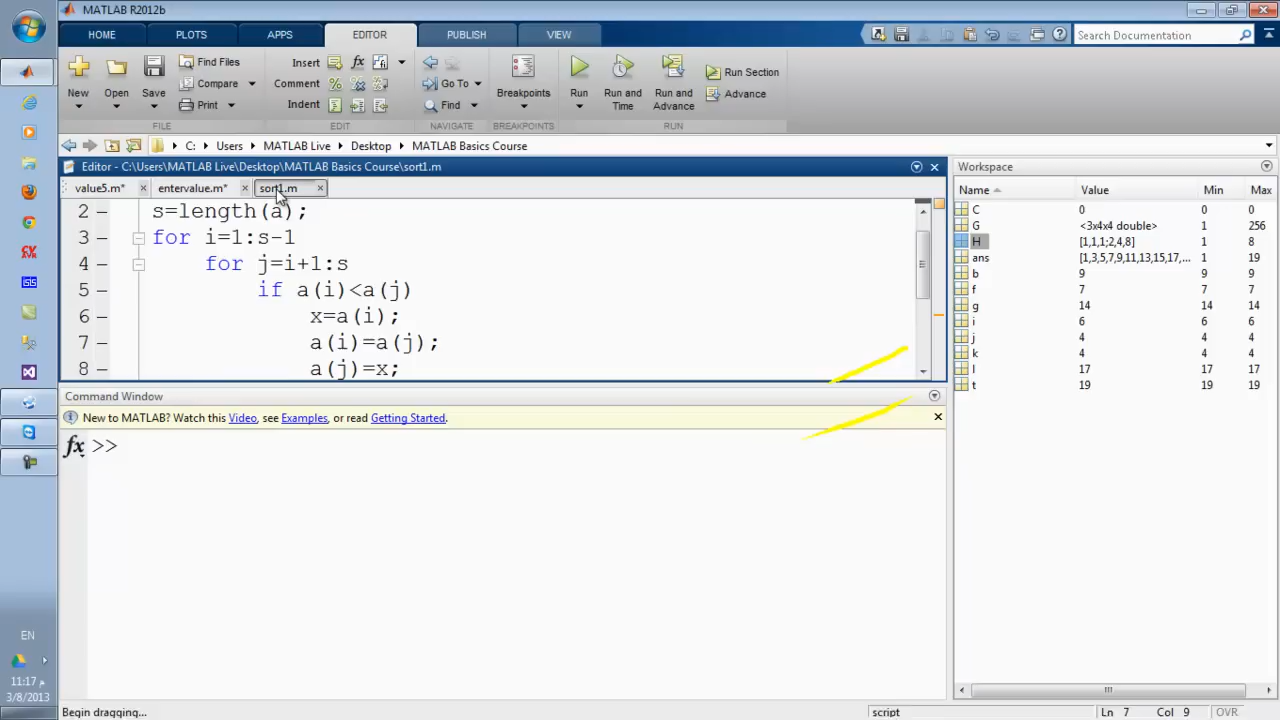 MATLAB R2012b
HOME PLOTS APPS EDITOR PUBLISH VIEW
Search Documentation
New Open Save
Find Files
Compare
Print
FILE
Insert
Comment
Indent
EDIT
Go To
Find
NAVIGATE
Breakpoints
BREAKPOINTS
Run Run and Time Run and Advance
Run Section
Advance
RUN
C: Users MATLAB Live Desktop MATLAB Basics Course
Editor - C:\Users\MATLAB Live\Desktop\MATLAB Basics Course\sort1.m
value5.m* entervalue.m* sort1.m
2 – s=length(a);
3 – for i=1:s-1
4 – for j=i+1:s
5 – if a(i)<a(j)
6 – x=a(i);
7 – a(i)=a(j);
8 – a(j)=x;
Command Window
New to MATLAB? Watch this Video, see Examples, or read Getting Started.
fx >>
Workspace
Name Value Min Max
C 0 0 0
G <3x4x4 double> 1 256
H [1,1,1;2,4,8] 1 8
ans [1,3,5,7,9,11,13,15,17,... 1 19
b 9 9 9
f 7 7 7
g 14 14 14
i 6 6 6
j 4 4 4
k 4 4 4
l 17 17 17
t 19 19 19
EN
11:17 م
3/8/2013
Begin dragging...
script
Ln 7 Col 9 OVR